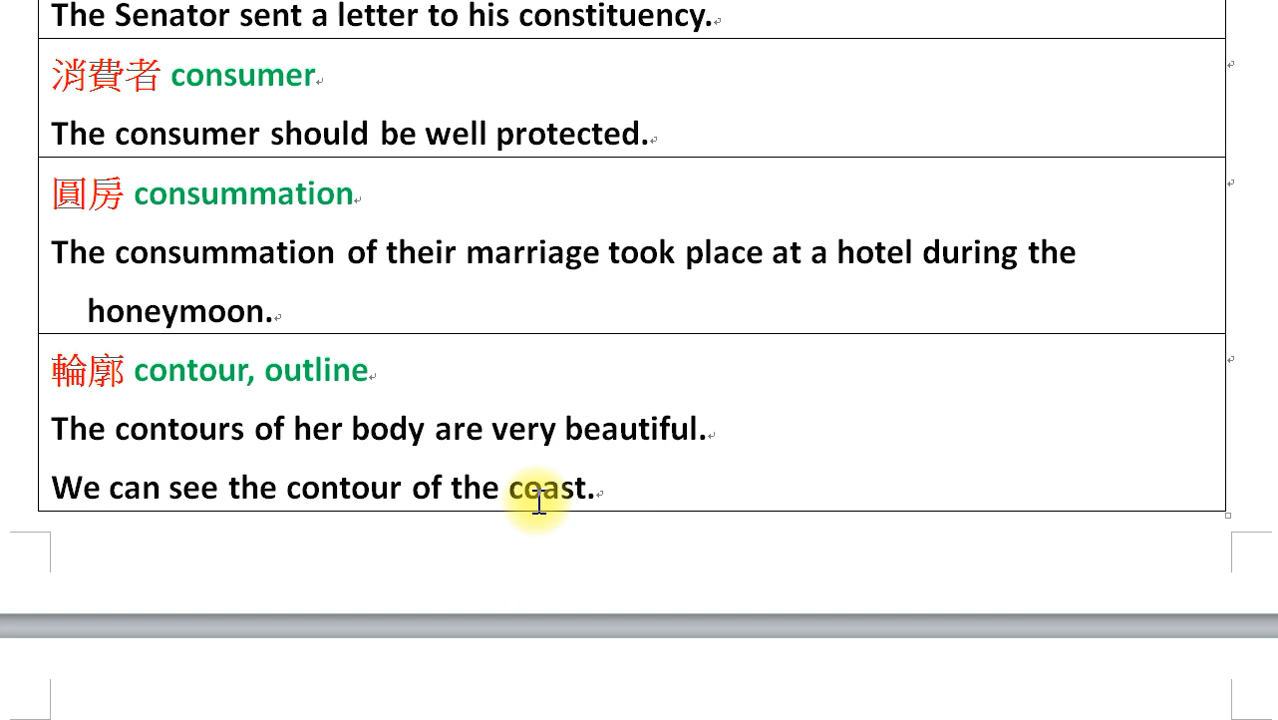 The Senator sent a letter to his constituency.
消費者 consumer
The consumer should be well protected.
圓房 consummation
The consummation of their marriage took place at a hotel during the
honeymoon.
輪廓 contour, outline
The contours of her body are very beautiful.
We can see the contour of the coast.